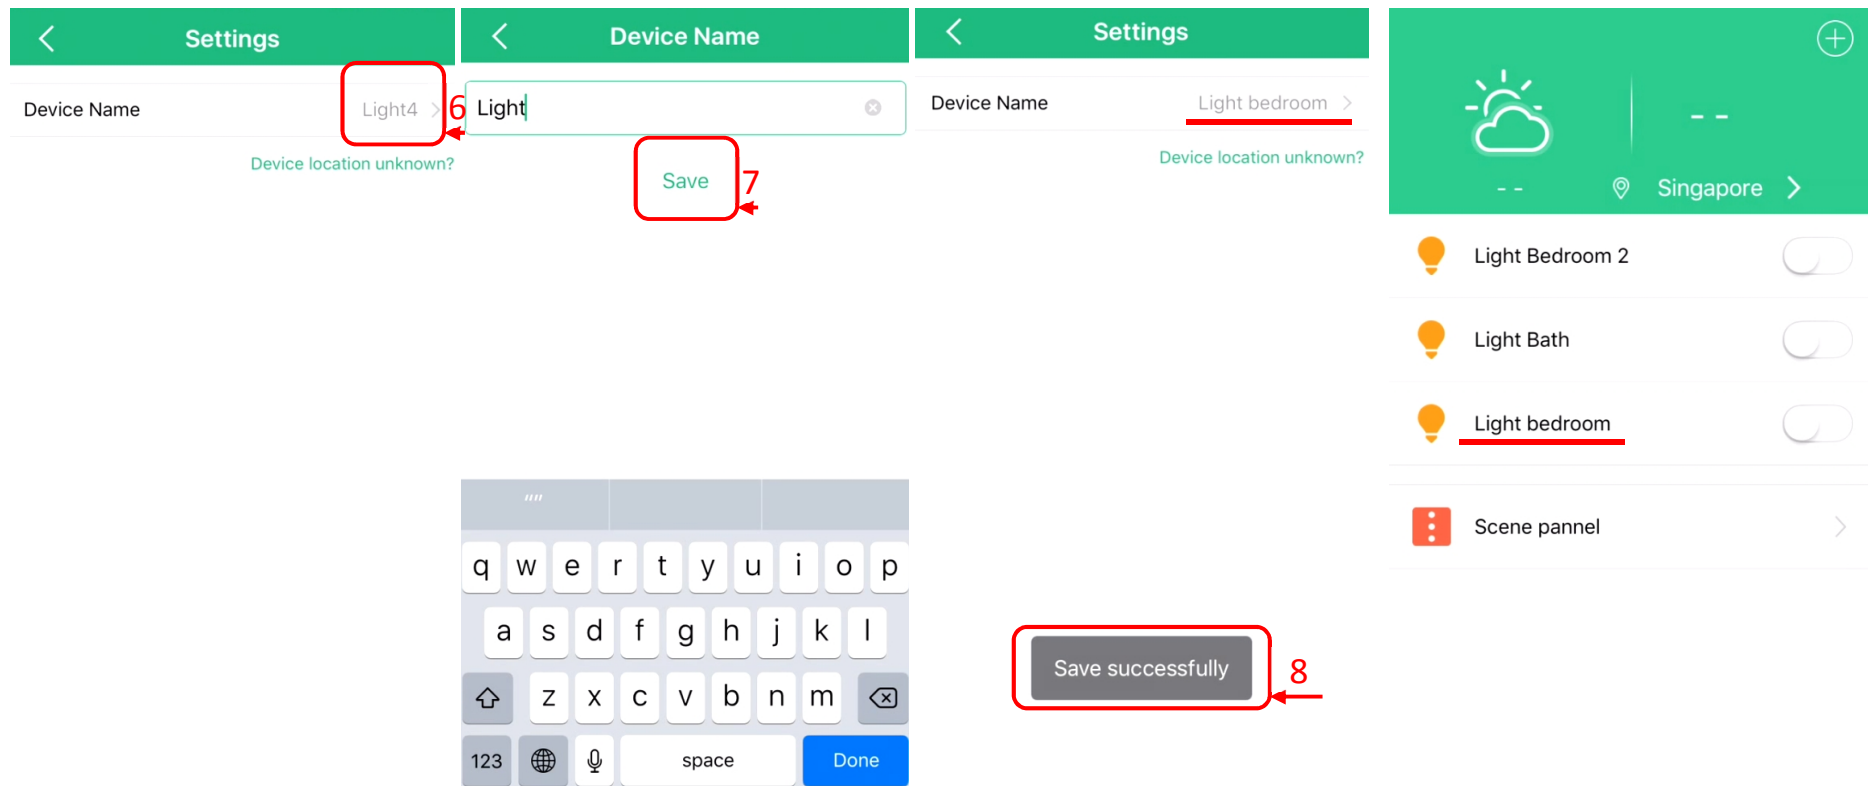 Settings
Device Name
Light4
6
Device location unknown?
Device Name
Light
Save
7
""
q w e r t y u i o p
a s d f g h j k l
z x c v b n m
123 space Done
Settings
Device Name
Light bedroom
Device location unknown?
Save successfully
8
- -
- - Singapore
Light Bedroom 2
Light Bath
Light bedroom
Scene pannel